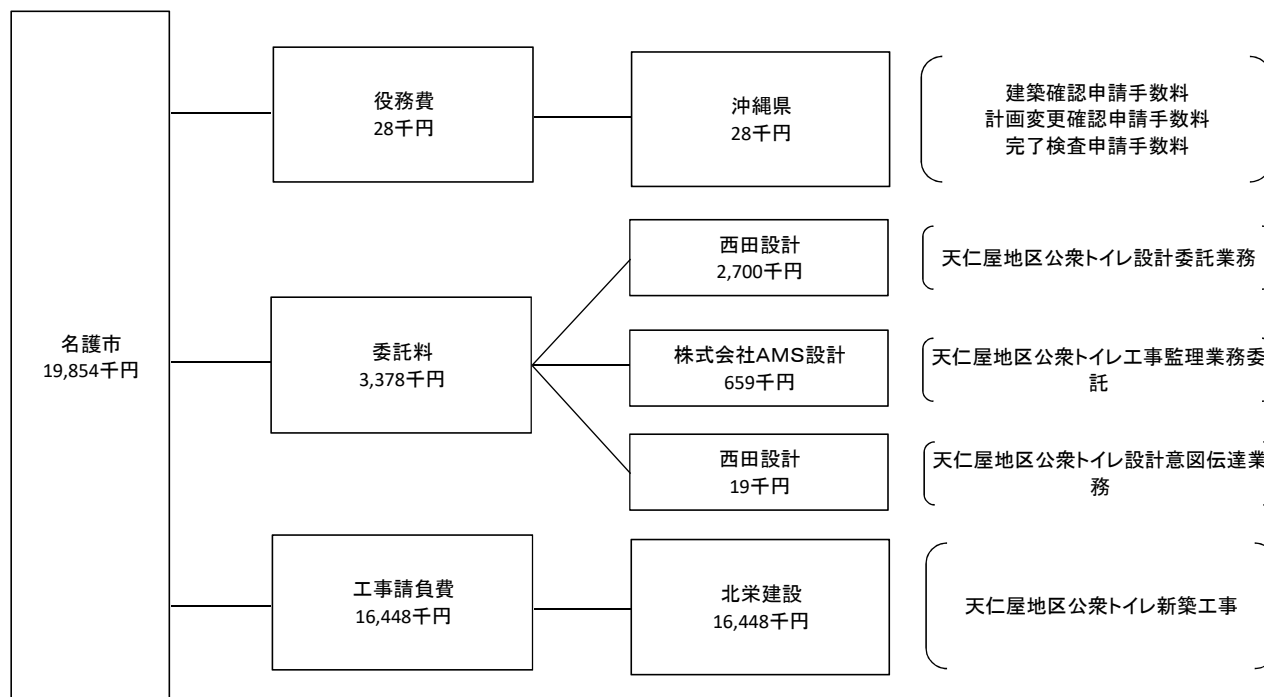 名護市
19,854千円
役務費
28千円
沖縄県
28千円
建築確認申請手数料
計画変更確認申請手数料
完了検査申請手数料
委託料
3,378千円
西田設計
2,700千円
天仁屋地区公衆トイレ設計委託業務
株式会社AMS設計
659千円
天仁屋地区公衆トイレ工事監理業務委
託
西田設計
19千円
天仁屋地区公衆トイレ設計意図伝達業
務
工事請負費
16,448千円
北栄建設
16,448千円
天仁屋地区公衆トイレ新築工事